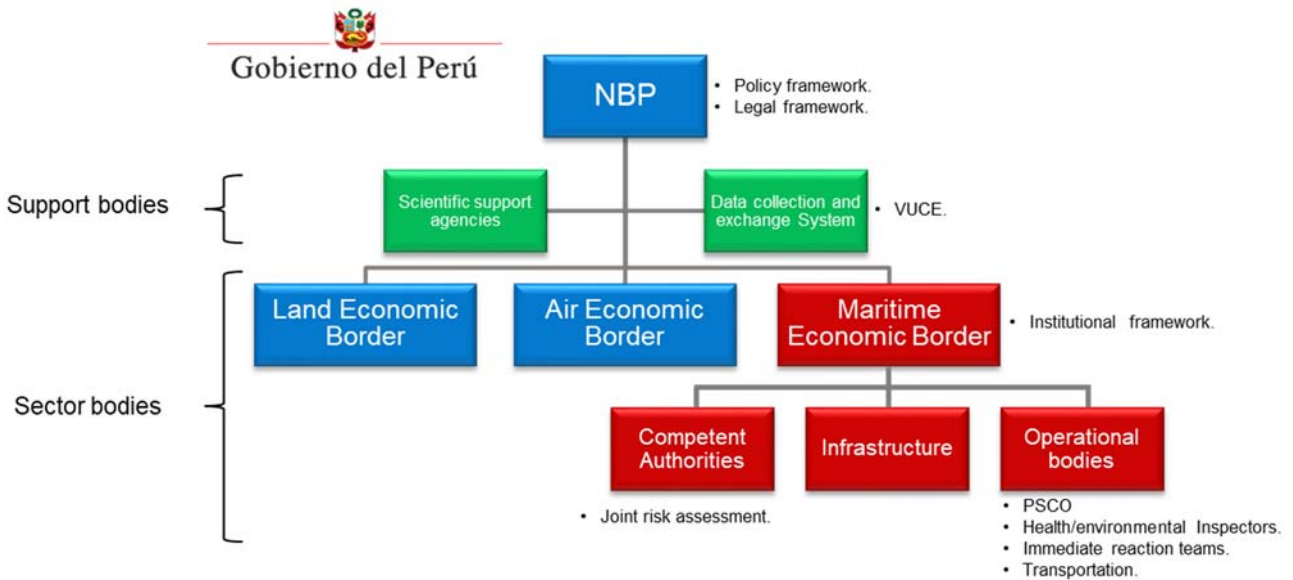 Gobierno del Perú
NBP
• Policy framework.
• Legal framework.
Support bodies
Scientific support
agencies
Data collection and
exchange System
• VUCE.
Land Economic
Border
Air Economic
Border
Maritime
Economic Border
• Institutional framework.
Sector bodies
Competent
Authorities
Infrastructure
Operational
bodies
• Joint risk assessment.
• PSCO
• Health/environmental Inspectors.
• Immediate reaction teams.
• Transportation.